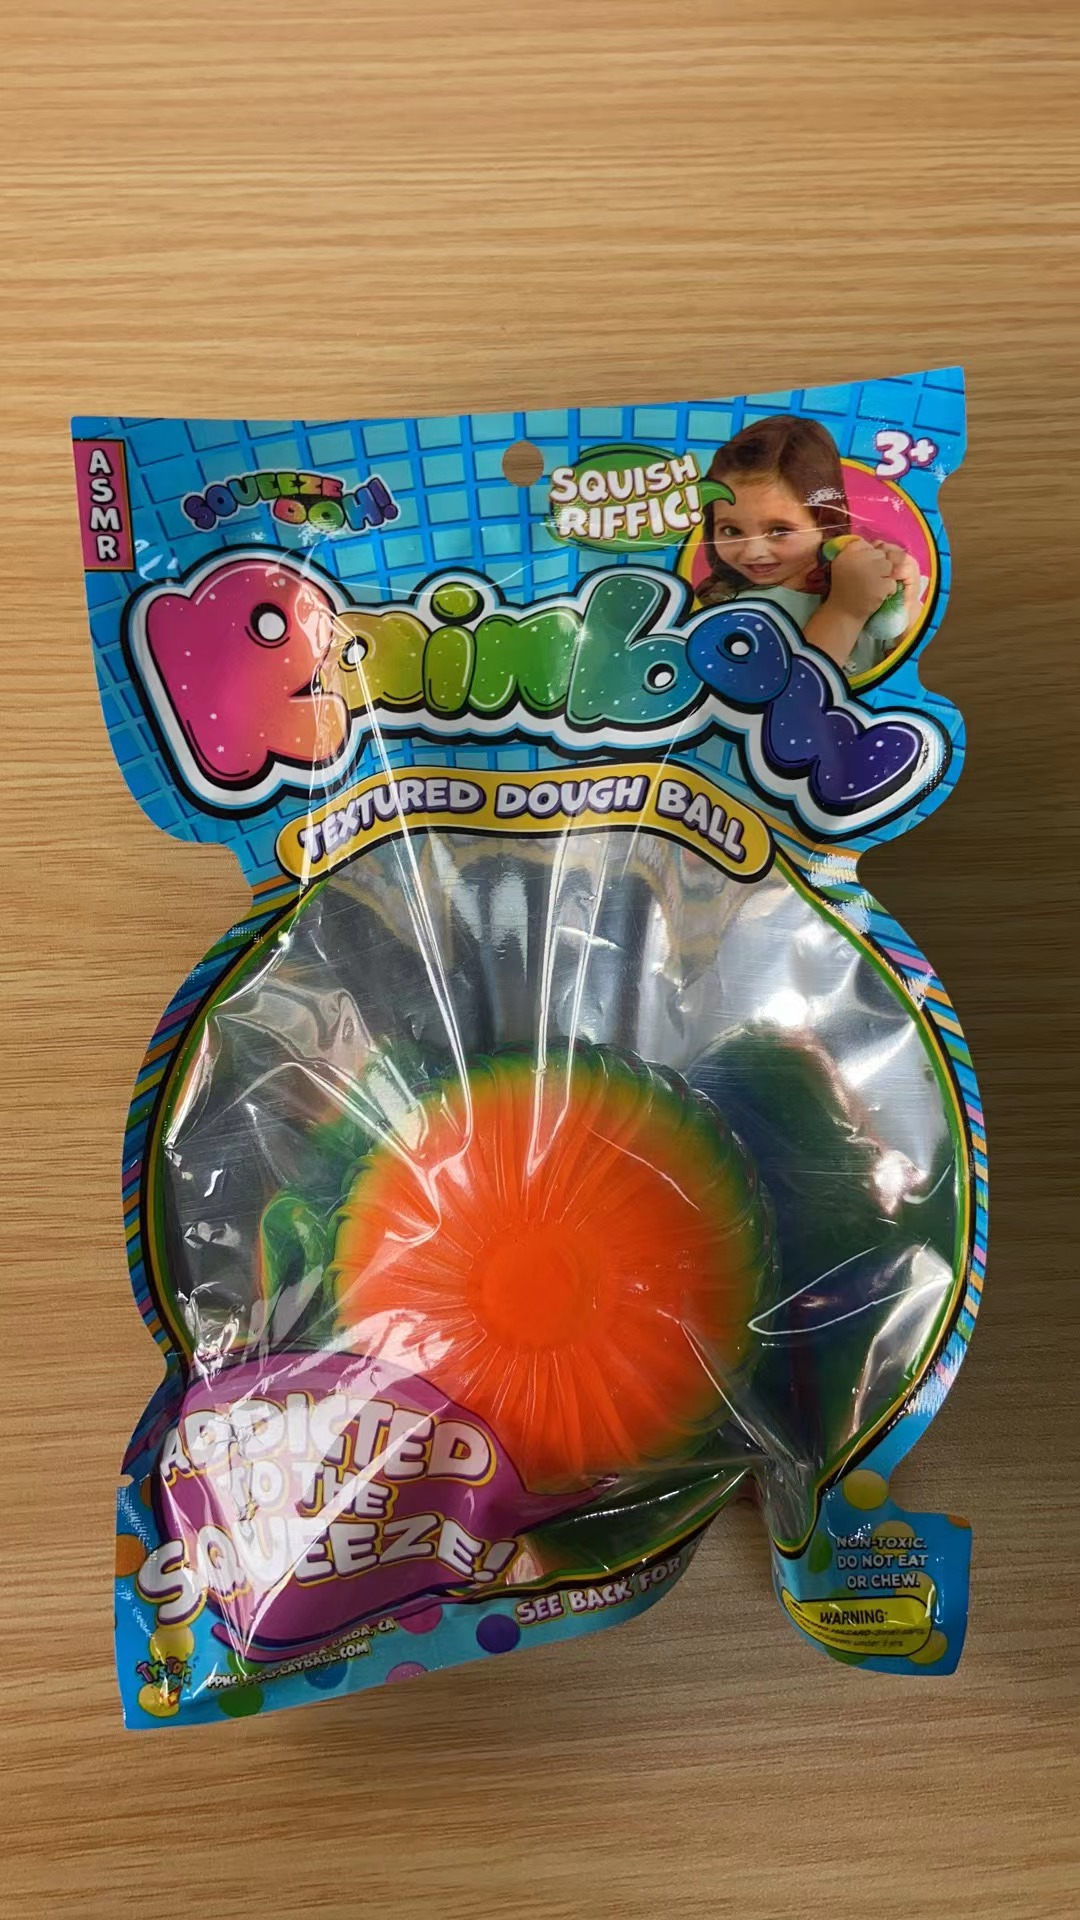 ASMR
SQUEEZE
DOH!
SQUISH
RIFFIC!
3+
Rainbow
TEXTURED DOUGH BALL
ADDICTED
TO THE
SQUEEZE!
SEE BACK FOR
NON-TOXIC.
DO NOT EAT
OR CHEW.
WARNING: